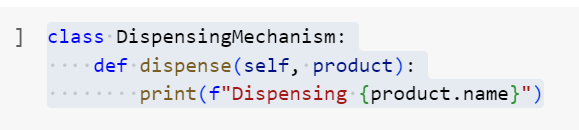 ] class DispensingMechanism:
    def dispense(self, product):
        print(f"Dispensing {product.name}")